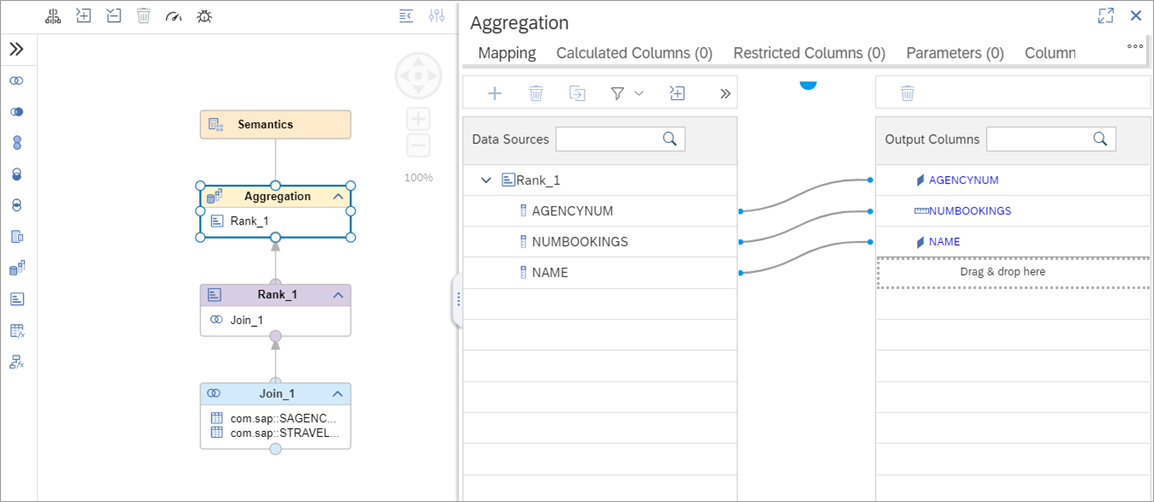 Semantics
Aggregation
Rank_1
Rank_1
Join_1
Join_1
com.sap::SAGENC...
com.sap::STRAVEL...
100%
Aggregation
Mapping Calculated Columns (0) Restricted Columns (0) Parameters (0) Column
Data Sources
Rank_1
AGENCYNUM
NUMBOOKINGS
NAME
Output Columns
AGENCYNUM
NUMBOOKINGS
NAME
Drag & drop here